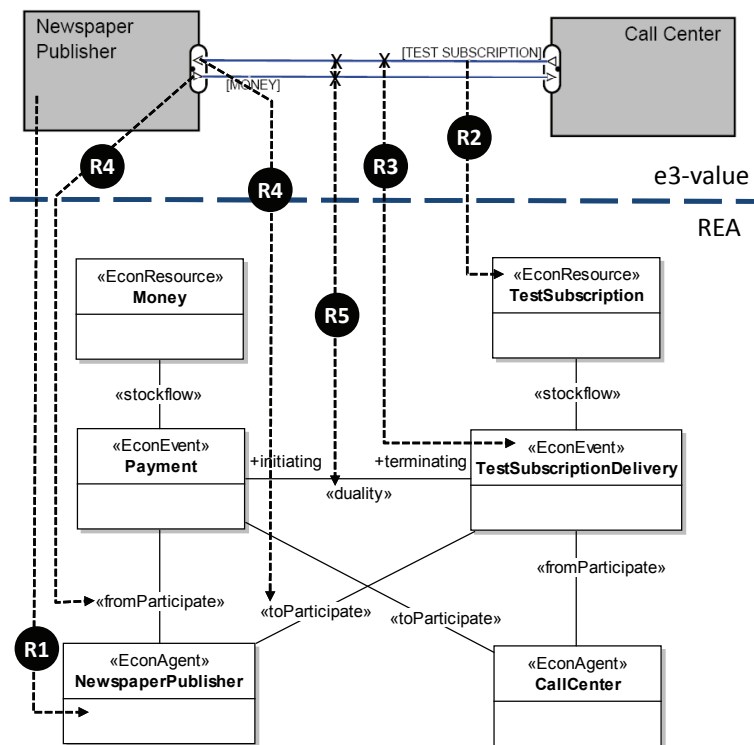 Newspaper
Publisher
Call Center
[TEST SUBSCRIPTION]
[MONEY]
R4
R4
R3
R2
e3-value
REA
«EconResource»
Money
«EconResource»
TestSubscription
R5
«stockflow»
«stockflow»
«EconEvent»
Payment
+initiating
+terminating
«duality»
«EconEvent»
TestSubscriptionDelivery
«fromParticipate»
«toParticipate»
«toParticipate»
«fromParticipate»
R1
«EconAgent»
NewspaperPublisher
«EconAgent»
CallCenter